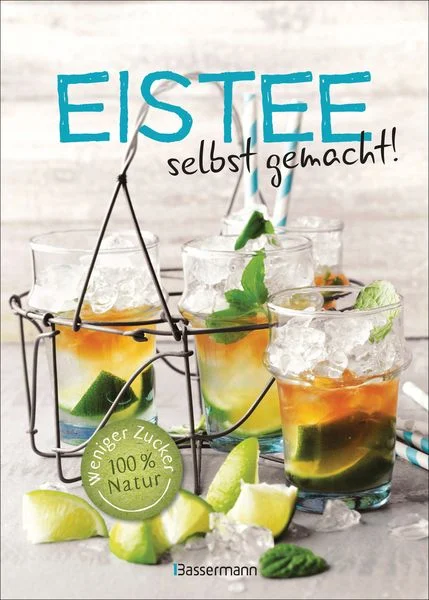 EISTEE
selbst gemacht!
Weniger Zucker
100 %
Natur
Bassermann